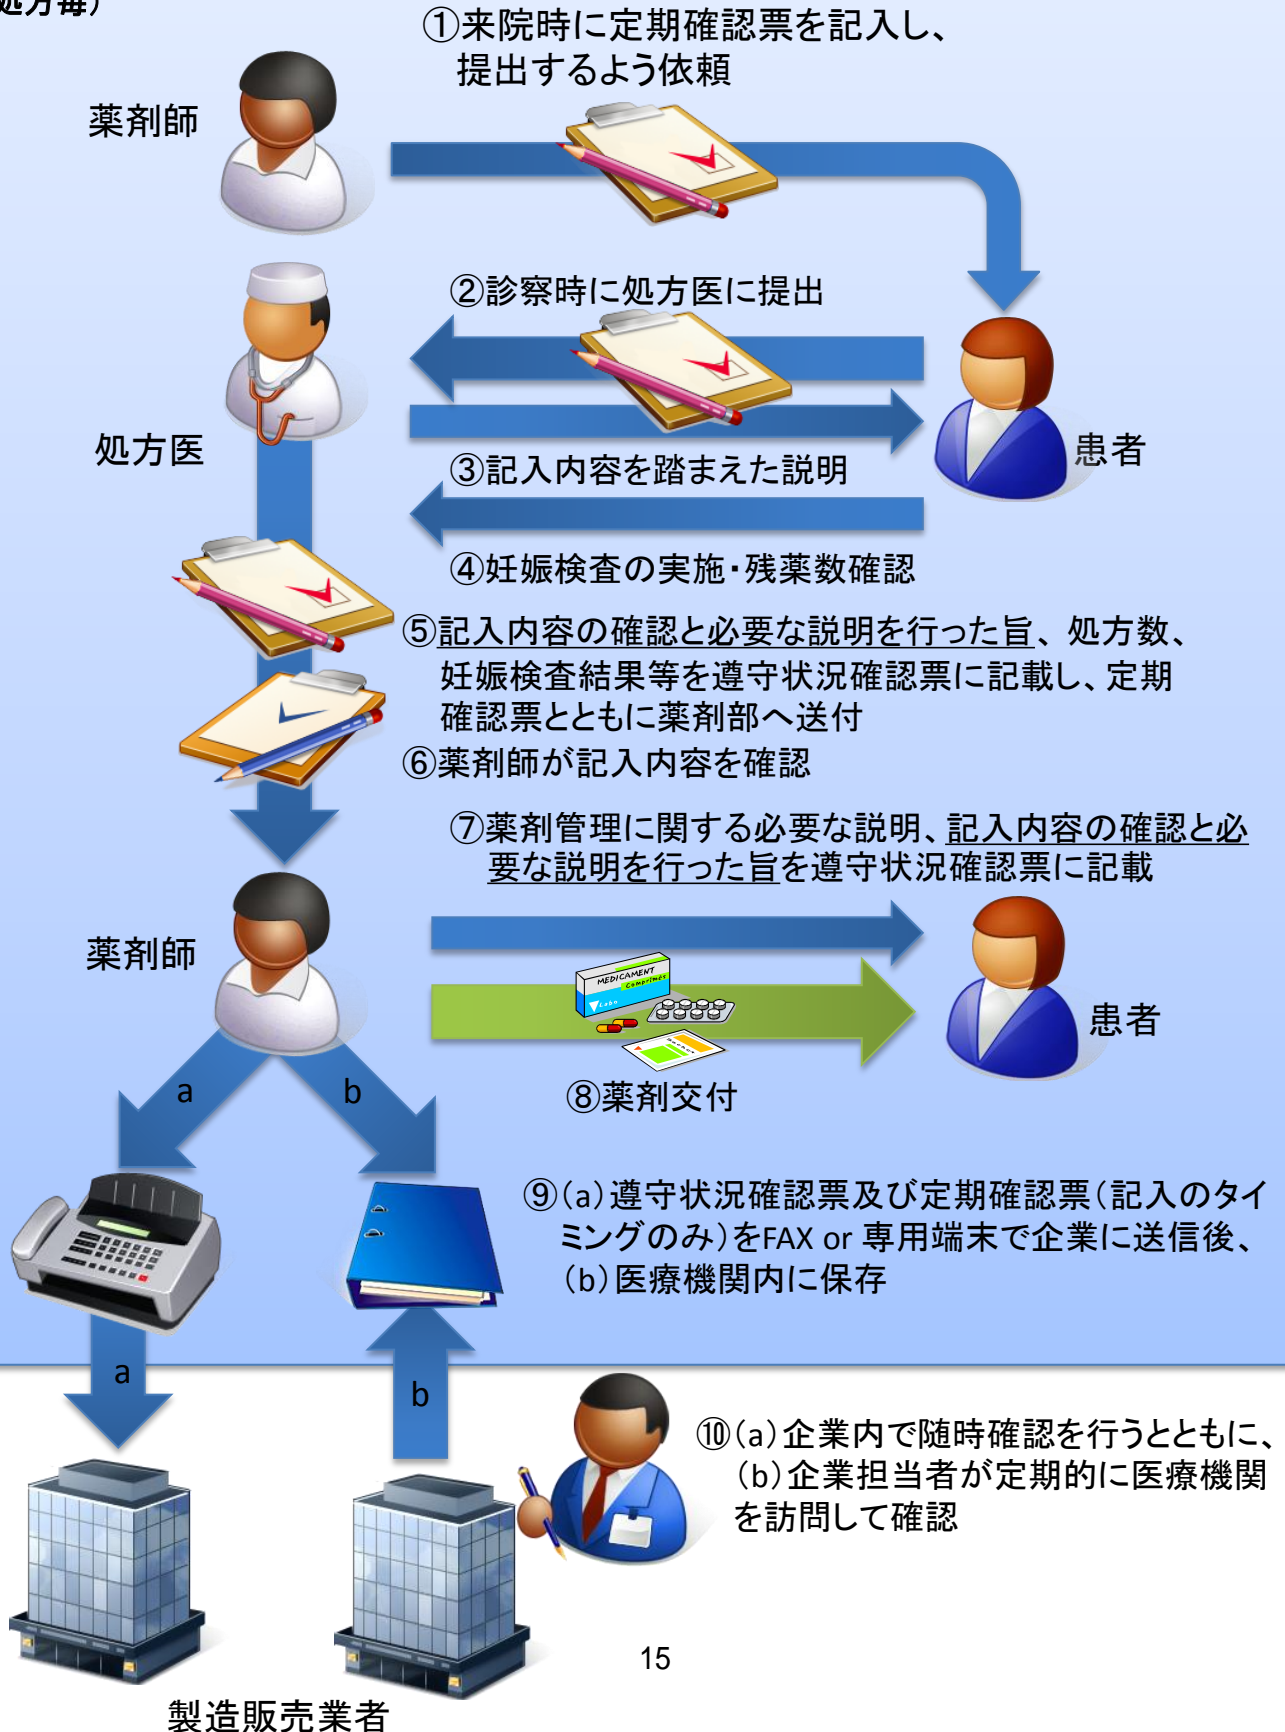 処方毎）
①来院時に定期確認票を記入し、
提出するよう依頼
薬剤師
②診察時に処方医に提出
処方医
患者
③記入内容を踏まえた説明
④妊娠検査の実施・残薬数確認
⑤記入内容の確認と必要な説明を行った旨、処方数、
妊娠検査結果等を遵守状況確認票に記載し、定期
確認票とともに薬剤部へ送付
⑥薬剤師が記入内容を確認
⑦薬剤管理に関する必要な説明、記入内容の確認と必
要な説明を行った旨を遵守状況確認票に記載
薬剤師
MEDICAMENT
Comprimés
Labo
患者
⑧薬剤交付
a
b
⑨（a）遵守状況確認票及び定期確認票（記入のタイ
ミングのみ）をFAX or 専用端末で企業に送信後、
（b）医療機関内に保存
a
b
⑩（a）企業内で随時確認を行うとともに、
（b）企業担当者が定期的に医療機関
を訪問して確認
15
製造販売業者